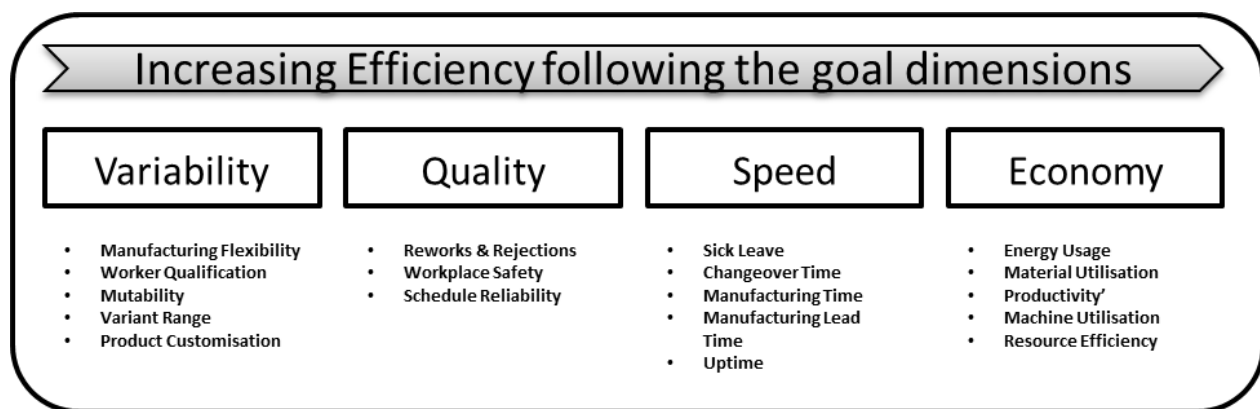 Increasing Efficiency following the goal dimensions
Variability
• Manufacturing Flexibility
• Worker Qualification
• Mutability
• Variant Range
• Product Customisation
Quality
• Reworks & Rejections
• Workplace Safety
• Schedule Reliability
Speed
• Sick Leave
• Changeover Time
• Manufacturing Time
• Manufacturing Lead
Time
• Uptime
Economy
• Energy Usage
• Material Utilisation
• Productivity’
• Machine Utilisation
• Resource Efficiency